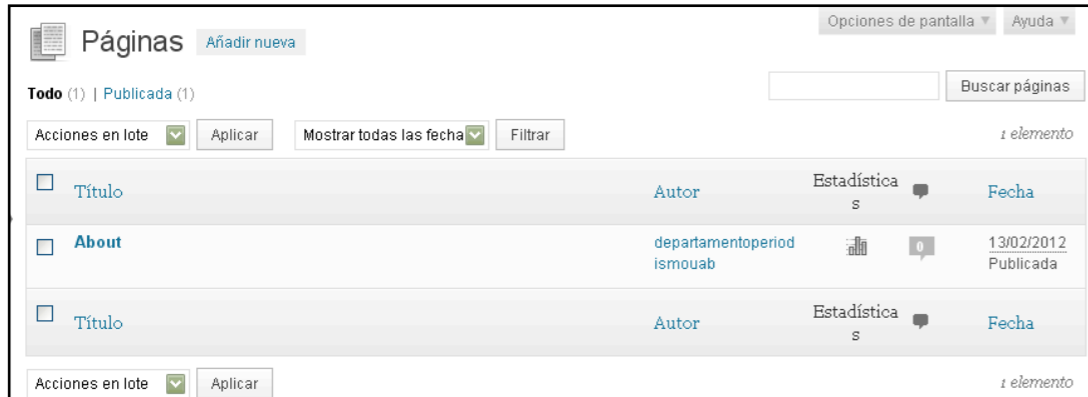 Opciones de pantalla Ayuda
Páginas Añadir nueva
Todo (1) | Publicada (1)
Buscar páginas
Acciones en lote Aplicar Mostrar todas las fecha Filtrar 1 elemento
Título Autor Estadística
s Fecha
About departamentoperiod
ismouab 0 13/02/2012
Publicada
Título Autor Estadística
s Fecha
Acciones en lote Aplicar 1 elemento